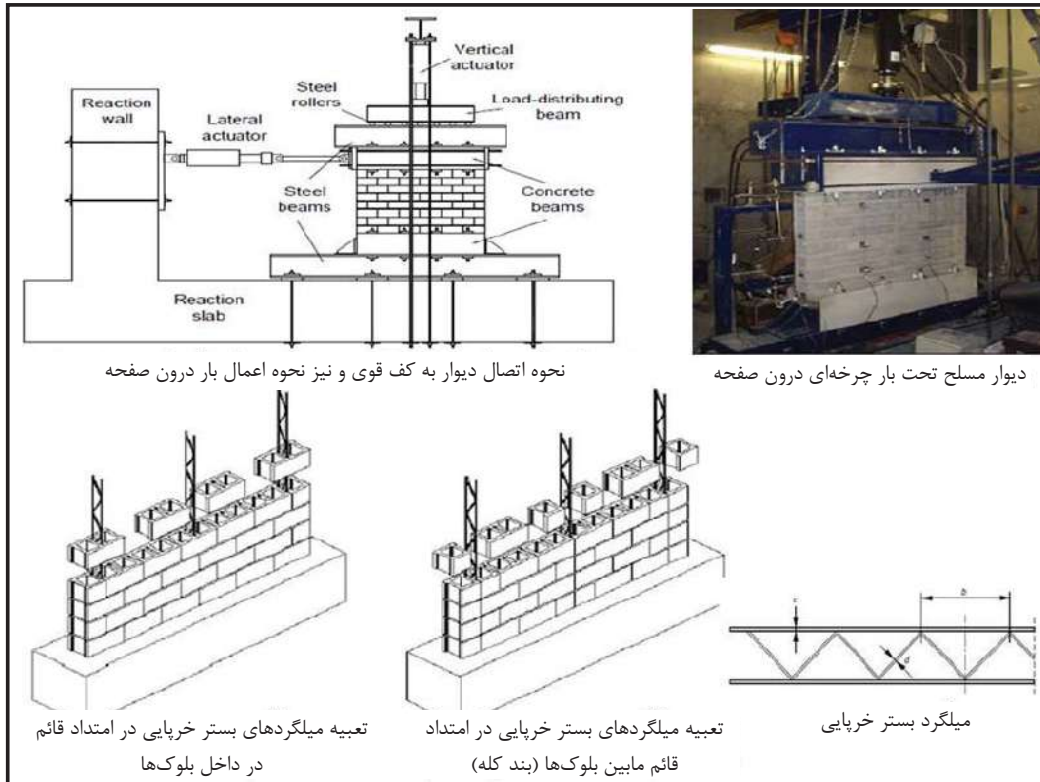 Vertical
actuator
Steel
rollers
Load-distributing
beam
Reaction
wall
Lateral
actuator
Steel
beams
Concrete
beams
Reaction
slab
نحوه اتصال دیوار به کف قوی و نیز نحوه اعمال بار درون صفحه
دیوار مسلح تحت بار چرخه‌ای درون صفحه
تعبیه میلگردهای بستر خرپایی در امتداد قائم
در داخل بلوک‌ها
تعبیه میلگردهای بستر خرپایی در امتداد
قائم مابین بلوک‌ها (بند کله)
b
d
میلگرد بستر خرپایی